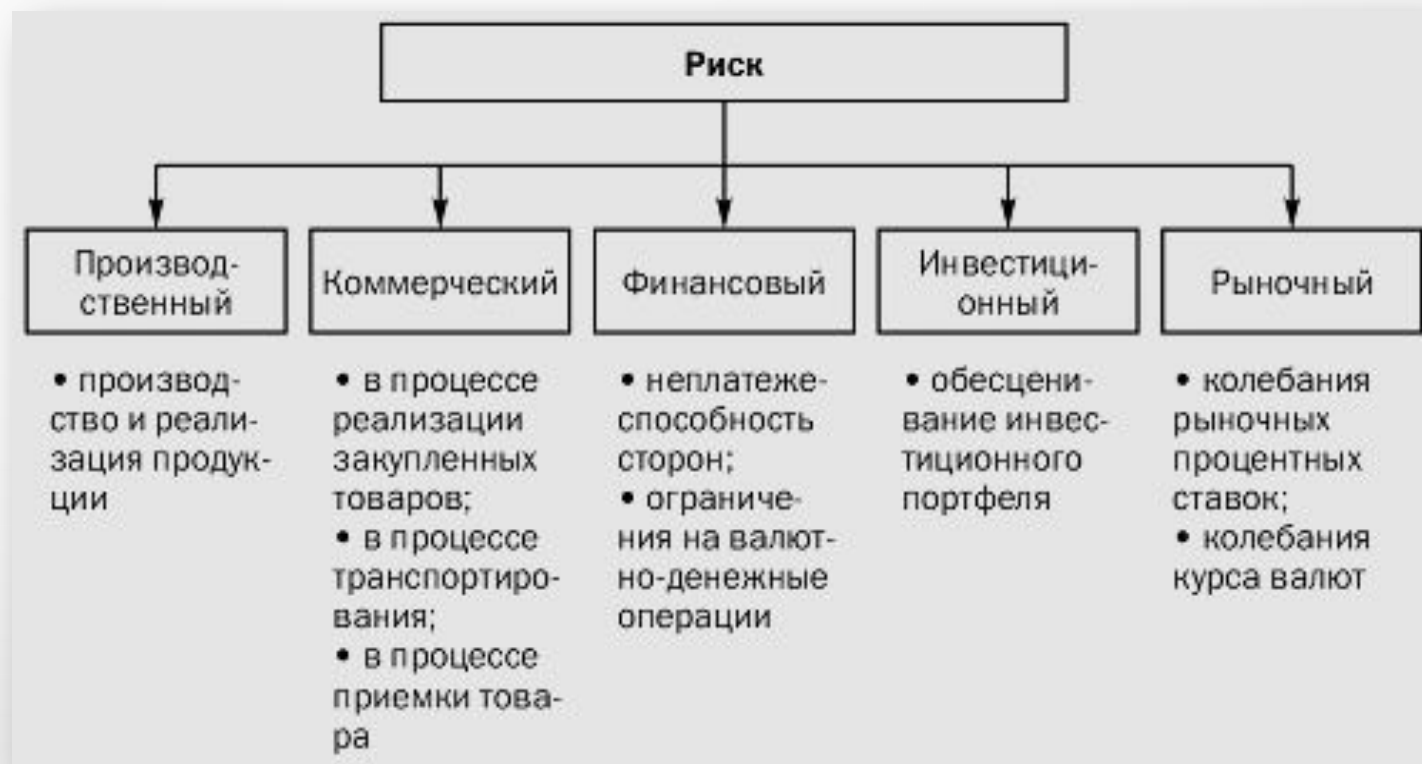 Риск
Производ-
ственный
• производ-
ство и реали-
зация продук-
ции
Коммерческий
• в процессе
реализации
закупленных
товаров;
• в процессе
транспортиро-
вания;
• в процессе
приемки това-
ра
Финансовый
• неплатеже-
способность
сторон;
• ограниче-
ния на валют-
но-денежные
операции
Инвестици-
онный
• обесцени-
вание инвес-
тиционного
портфеля
Рыночный
• колебания
рыночных
процентных
ставок;
• колебания
курса валют